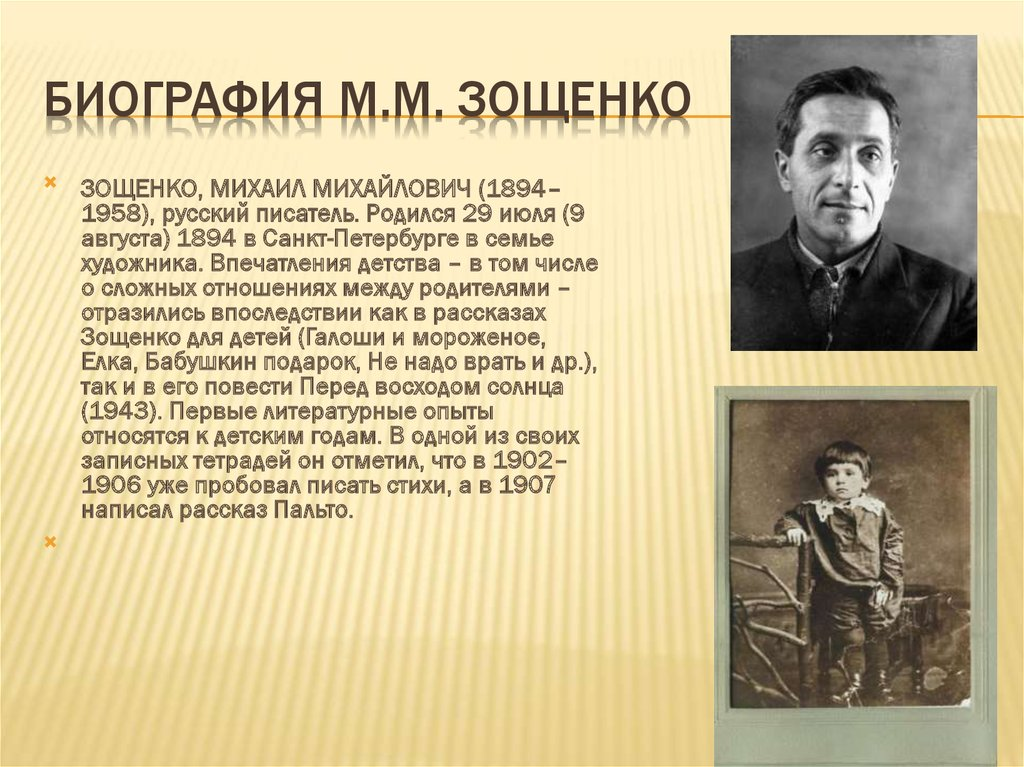 БИОГРАФИЯ М.М. ЗОЩЕНКО
ЗОЩЕНКО, МИХАИЛ МИХАЙЛОВИЧ (1894–
1958), русский писатель. Родился 29 июля (9
августа) 1894 в Санкт-Петербурге в семье
художника. Впечатления детства – в том числе
о сложных отношениях между родителями –
отразились впоследствии как в рассказах
Зощенко для детей (Галоши и мороженое,
Елка, Бабушкин подарок, Не надо врать и др.),
так и в его повести Перед восходом солнца
(1943). Первые литературные опыты
относятся к детским годам. В одной из своих
записных тетрадей он отметил, что в 1902–
1906 уже пробовал писать стихи, а в 1907
написал рассказ Пальто.